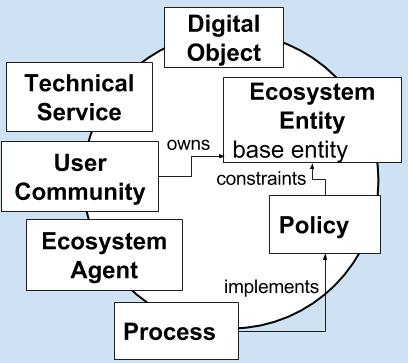 Digital
Object
Technical
Service
Ecosystem
Entity
base entity
owns
User
Community
constraints
Policy
Ecosystem
Agent
implements
Process